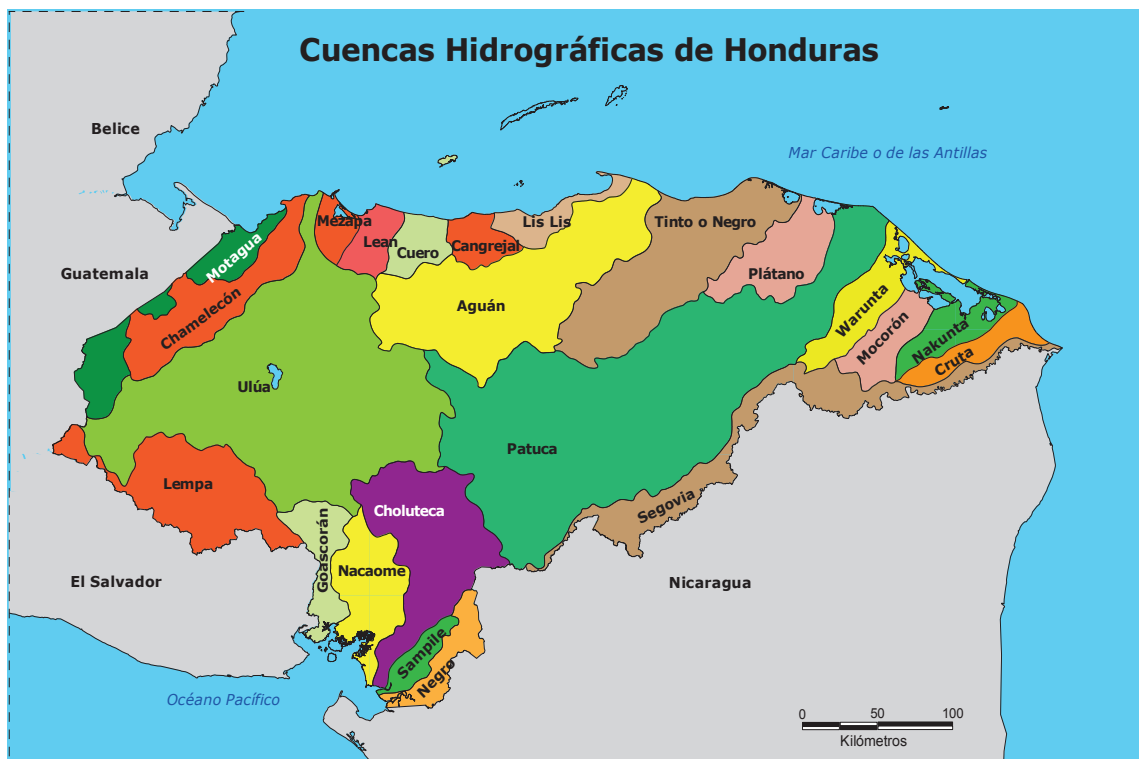 Cuencas Hidrográficas de Honduras
Belice
Mar Caribe o de las Antillas
Mezapa
Lis Lis
Tinto o Negro
Lean
Cuero
Cangrejal
Motagua
Guatemala
Plátano
Chamelecón
Aguán
Warunta
Mocorón
Nakunta
Cruta
Ulúa
Patuca
Lempa
Choluteca
Segovia
Goascorán
Nacaome
El Salvador
Nicaragua
Sampile
Negro
Océano Pacífico
0 50 100
Kilómetros